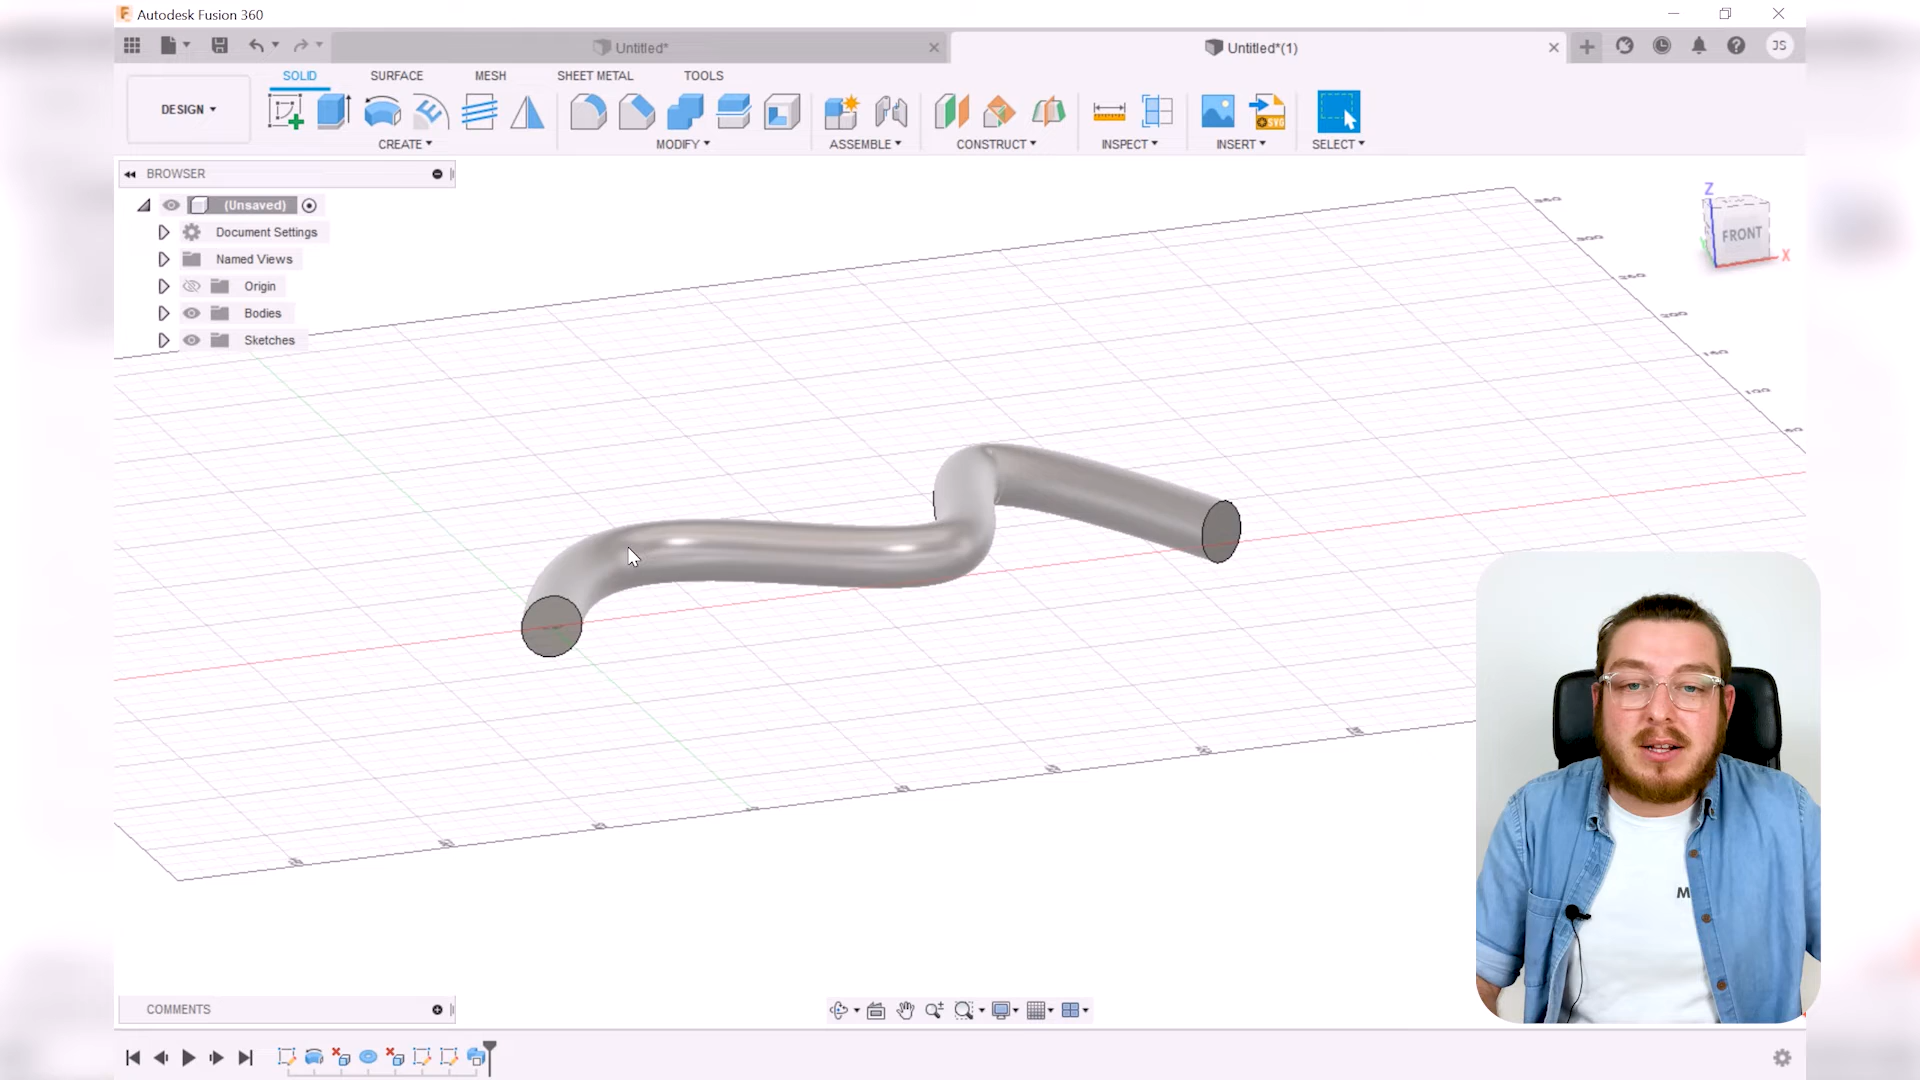 Autodesk Fusion 360
Untitled*
Untitled*(1)
JS
DESIGN
SOLID
SURFACE
MESH
SHEET METAL
TOOLS
CREATE
MODIFY
ASSEMBLE
CONSTRUCT
INSPECT
INSERT
SELECT
SVG
BROWSER
(Unsaved)
Document Settings
Named Views
Origin
Bodies
Sketches
Z
FRONT
X
M
COMMENTS